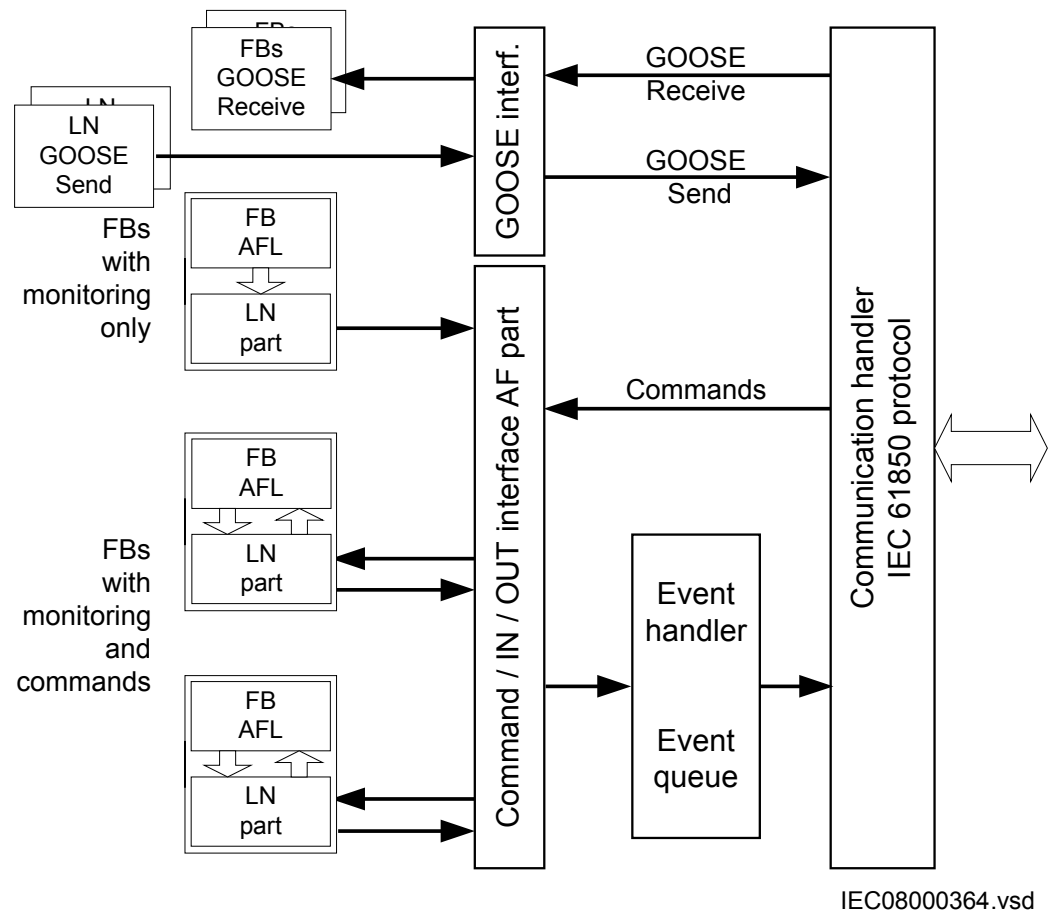 FBs
GOOSE
Receive
LN
GOOSE
Send
GOOSE interf.
GOOSE
Receive
GOOSE
Send
FBs
with
monitoring
only
FB
AFL
LN
part
Command / IN / OUT interface AF part
Commands
Communication handler
IEC 61850 protocol
FBs
with
monitoring
and
commands
FB
AFL
LN
part
Event
handler
Event
queue
FB
AFL
LN
part
IEC08000364.vsd